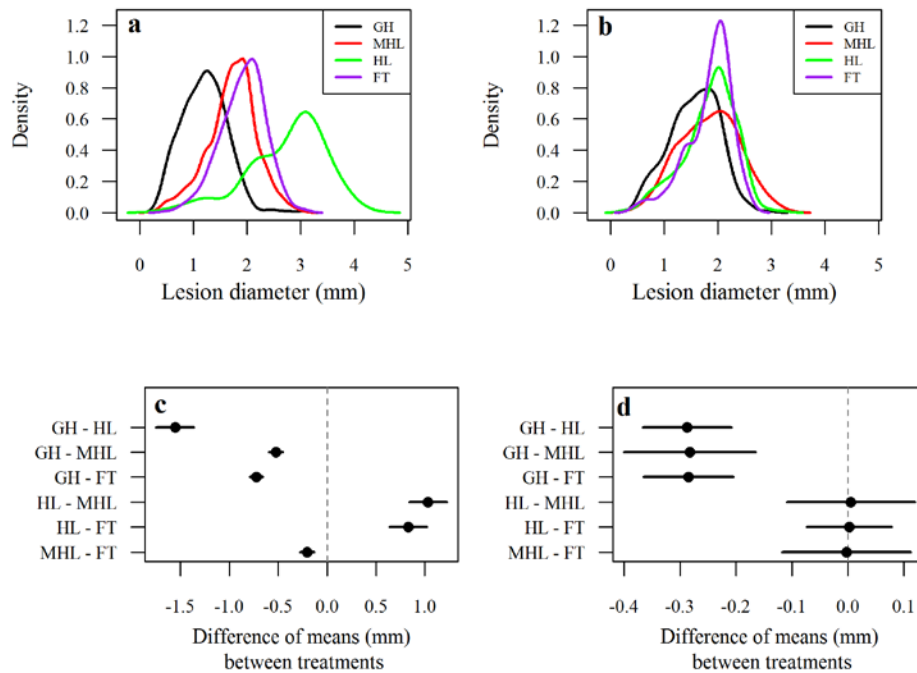 a
GH
MHL
HL
FT
Density
1.2
1.0
0.8
0.6
0.4
0.2
0.0
0 1 2 3 4 5
Lesion diameter (mm)
b
GH
MHL
HL
FT
Density
1.2
1.0
0.8
0.6
0.4
0.2
0.0
0 1 2 3 4 5
Lesion diameter (mm)
c
GH - HL
GH - MHL
GH - FT
HL - MHL
HL - FT
MHL - FT
-1.5 -0.5 0.0 0.5 1.0
Difference of means (mm)
between treatments
d
GH - HL
GH - MHL
GH - FT
HL - MHL
HL - FT
MHL - FT
-0.4 -0.3 -0.2 -0.1 0.0 0.1
Difference of means (mm)
between treatments